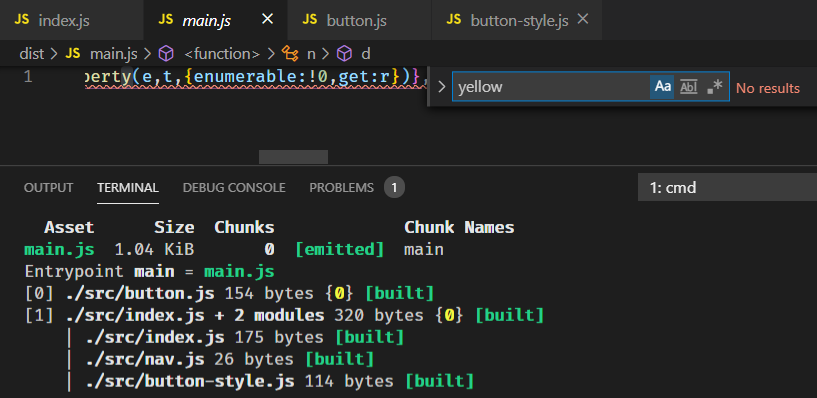 JS index.js JS main.js × JS button.js JS button-style.js ×
dist > JS main.js > <function> > n > d
1 perty(e,t,{enumerable:!0,get:r})},
yellow Aa Abl .* No results
OUTPUT TERMINAL DEBUG CONSOLE PROBLEMS 1 1: cmd
Asset Size Chunks Chunk Names
main.js 1.04 KiB 0 [emitted] main
Entrypoint main = main.js
[0] ./src/button.js 154 bytes {0} [built]
[1] ./src/index.js + 2 modules 320 bytes {0} [built]
| ./src/index.js 175 bytes [built]
| ./src/nav.js 26 bytes [built]
| ./src/button-style.js 114 bytes [built]